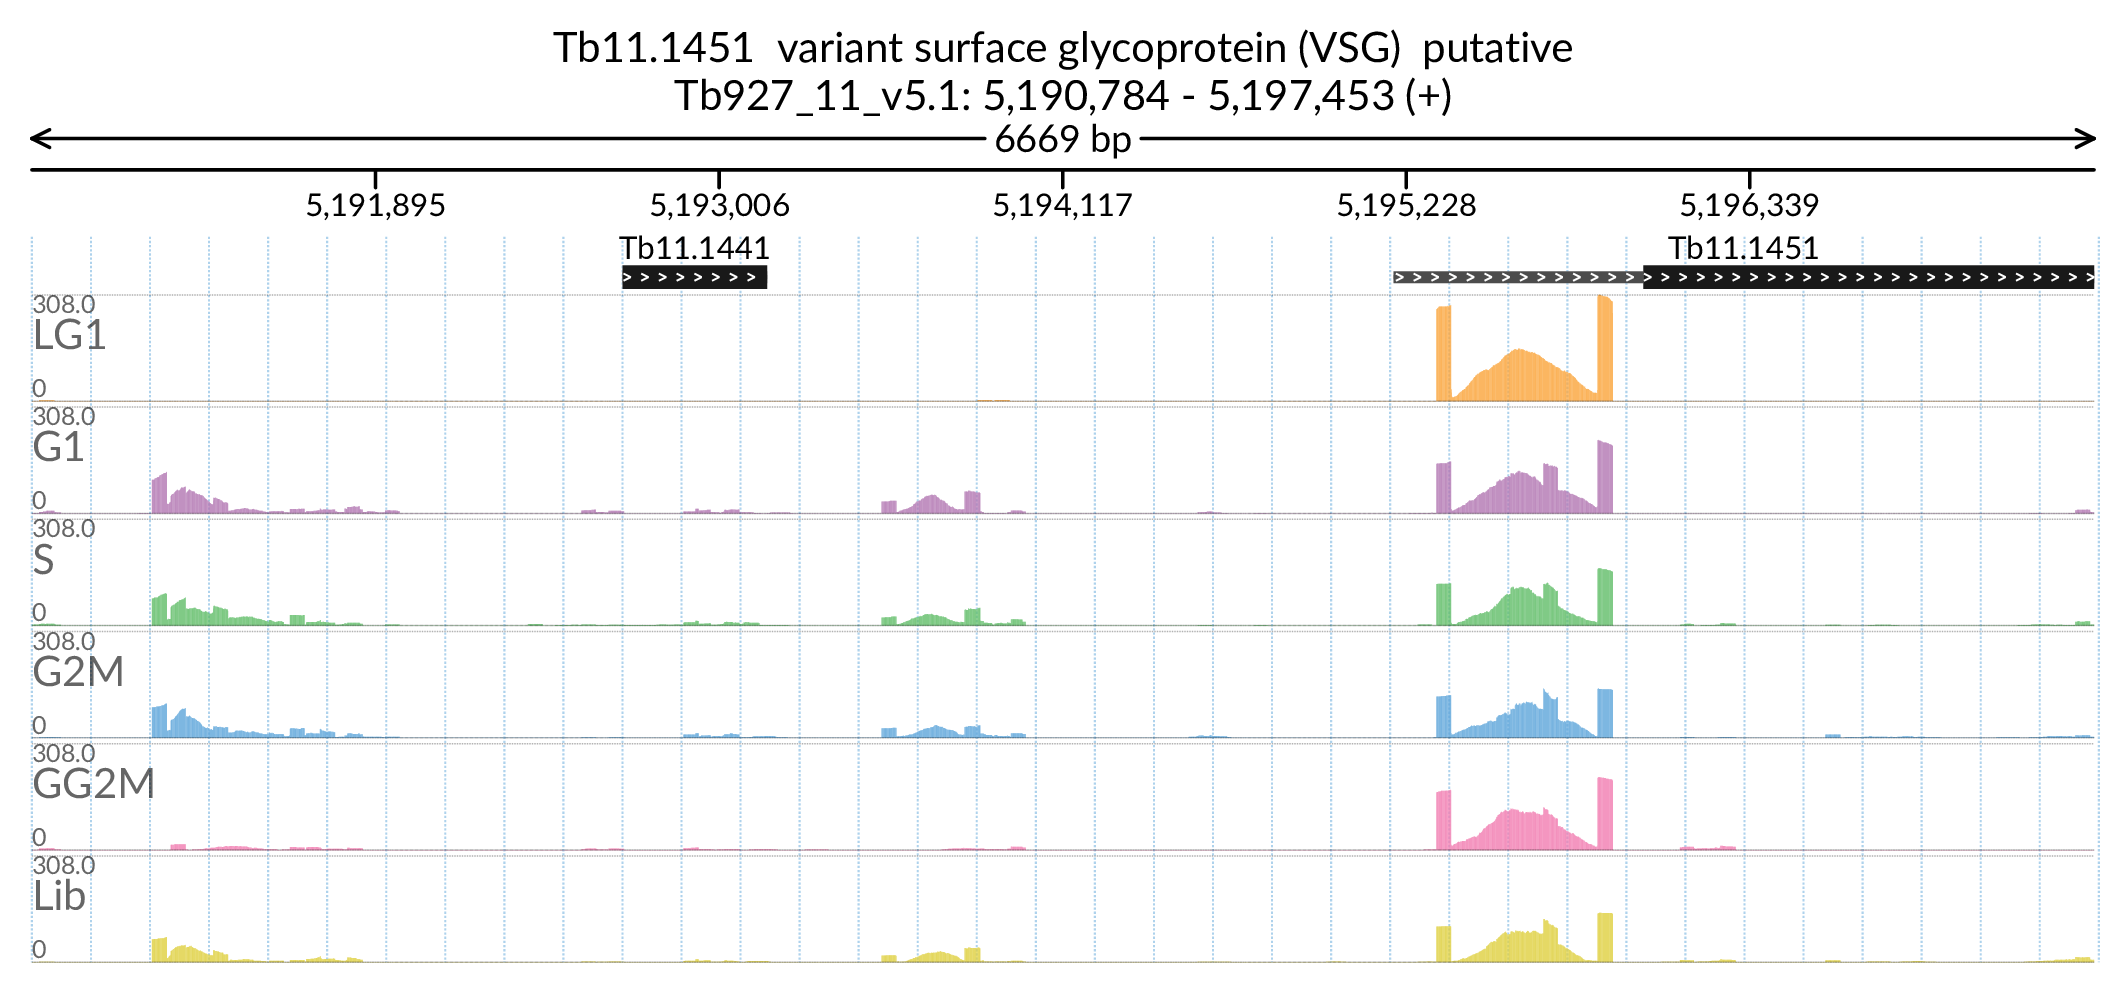 Tb11.1451 variant surface glycoprotein (VSG) putative
Tb927_11_v5.1: 5,190,784 - 5,197,453 (+)
6669 bp
5,191,895 5,193,006 5,194,117 5,195,228 5,196,339
Tb11.1441 Tb11.1451
308.0
LG1
0
308.0
G1
0
308.0
S
0
308.0
G2M
0
308.0
GG2M
0
308.0
Lib
0